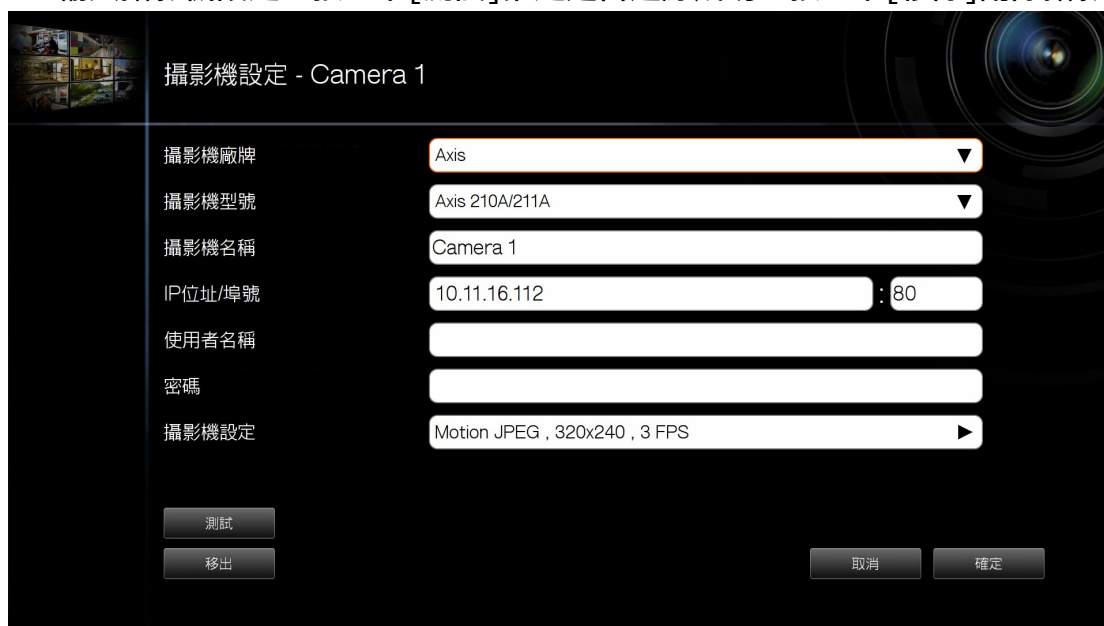 攝影機設定 - Camera 1
攝影機廠牌
Axis
攝影機型號
Axis 210A/211A
攝影機名稱
Camera 1
IP位址/埠號
10.11.16.112 : 80
使用者名稱
密碼
攝影機設定
Motion JPEG , 320x240 , 3 FPS
測試
移出
取消
確定